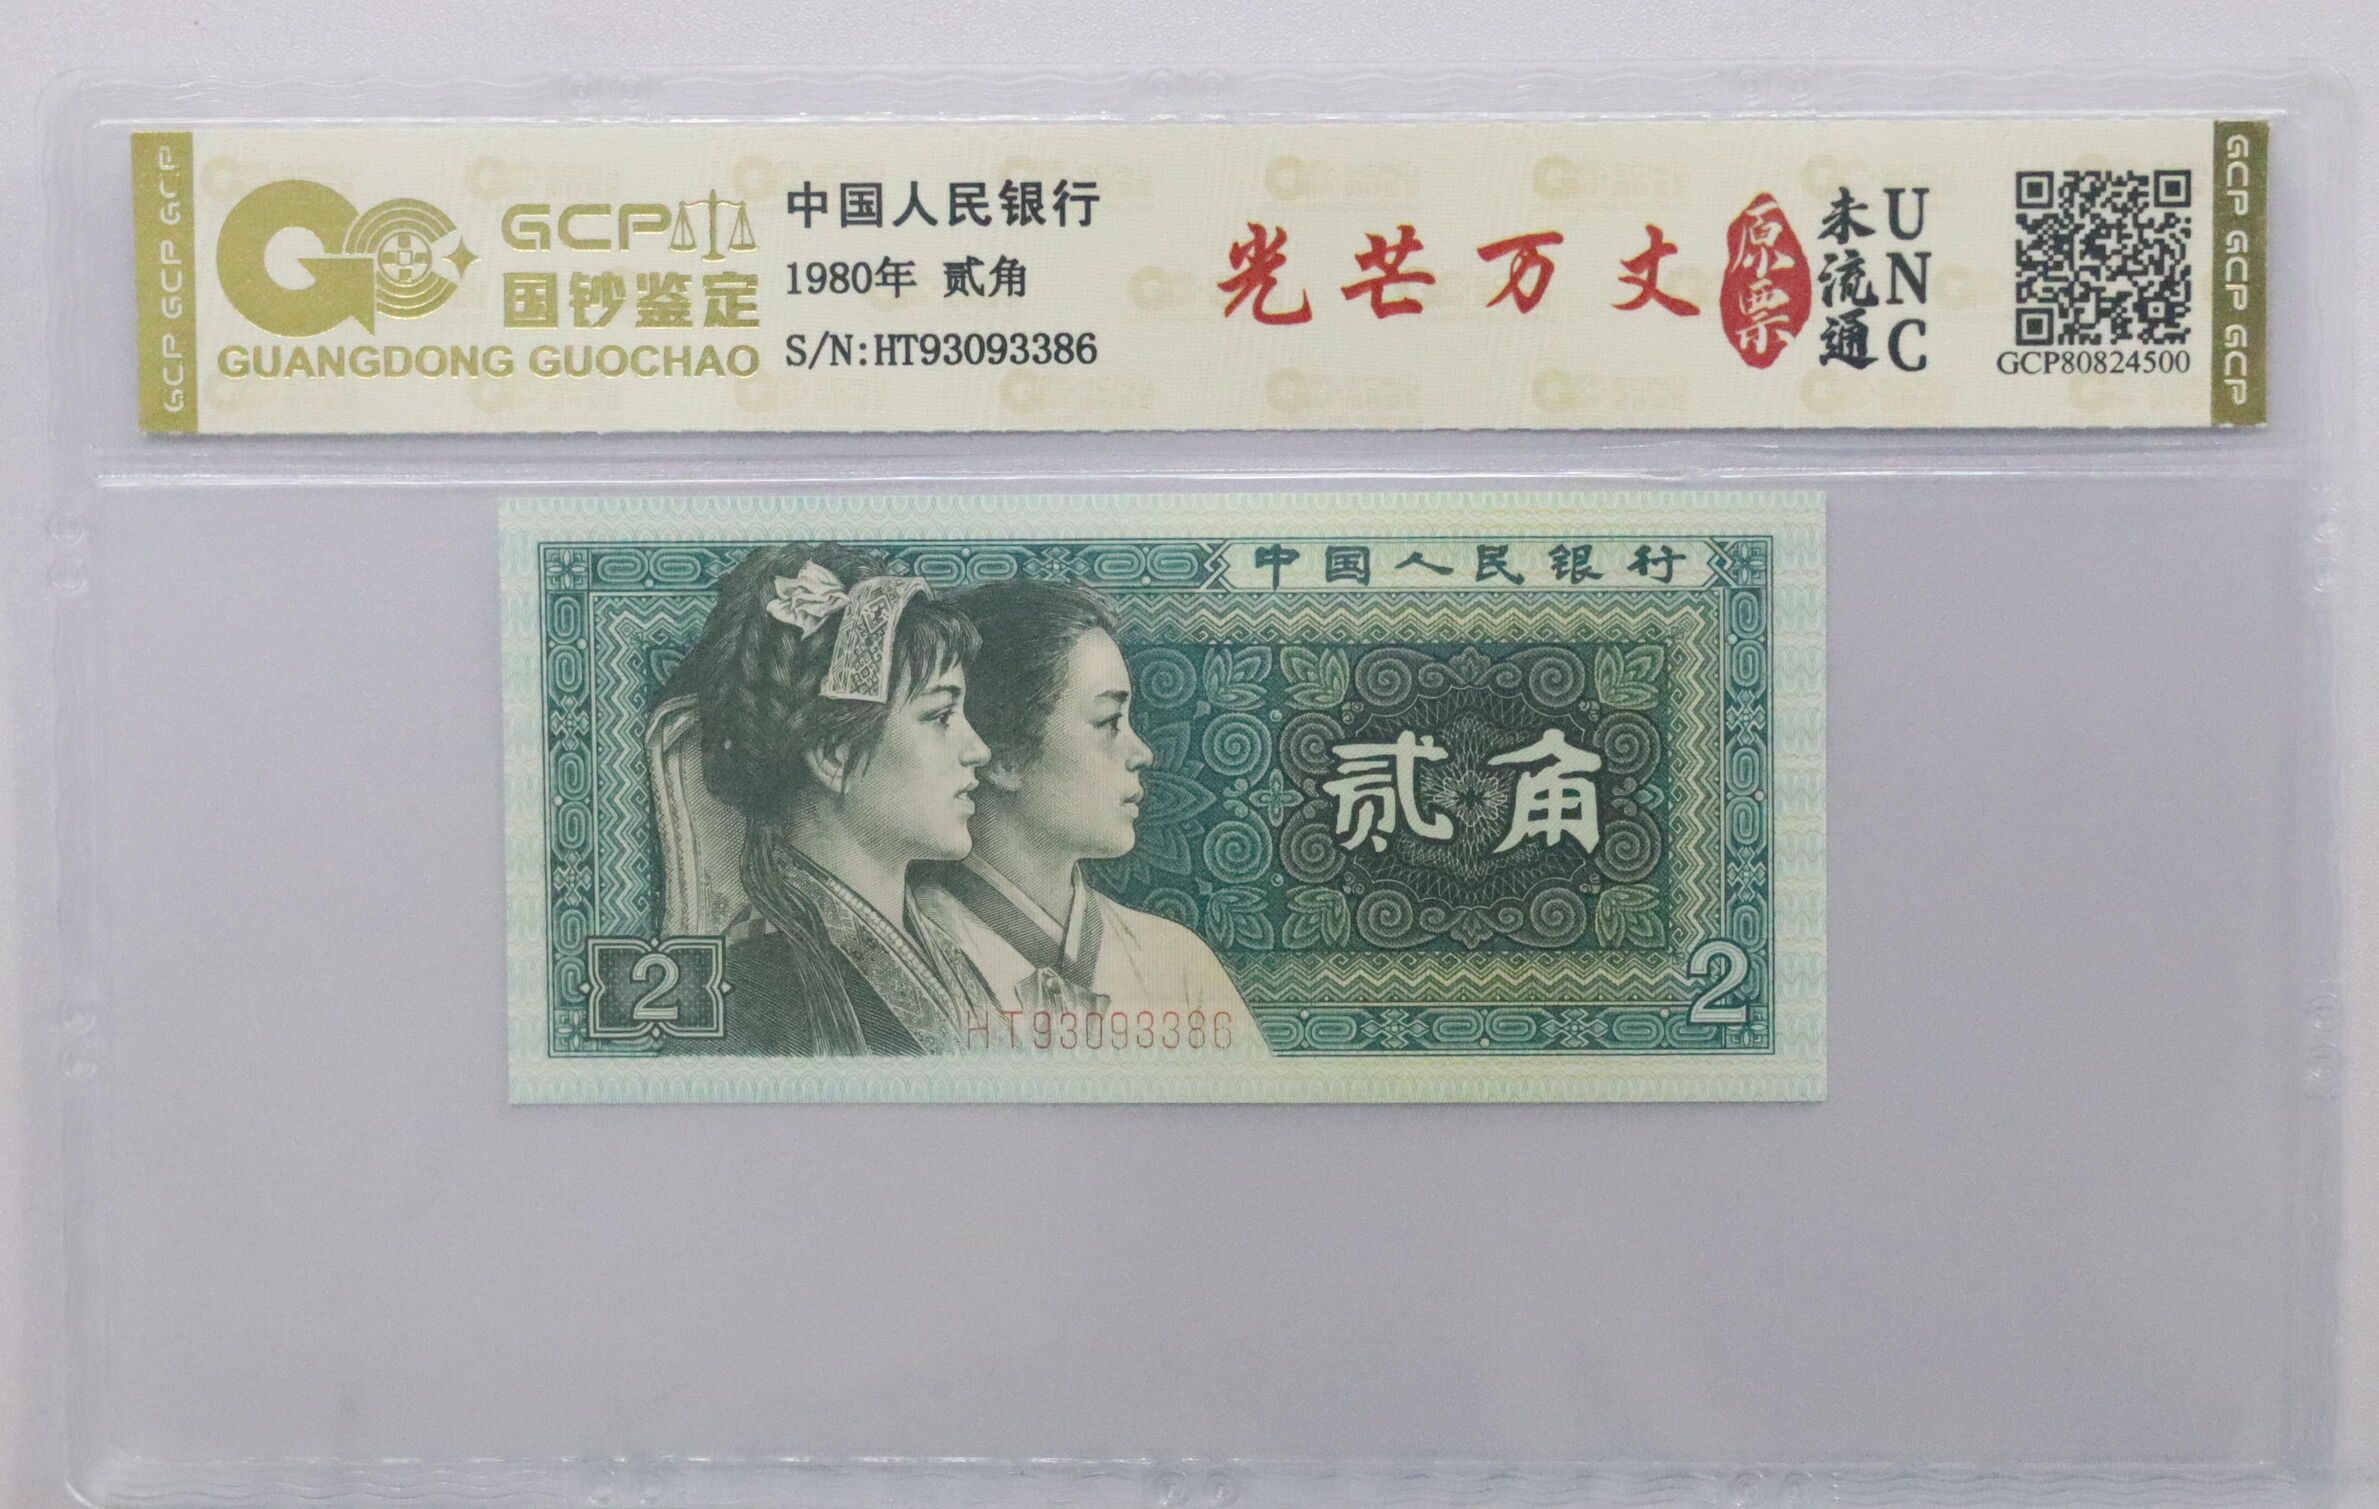 GCP GCP GCP
GCP
国钞鉴定
GUANGDONG GUOCHAO
中国人民银行
1980年 贰角
S/N:HT93093386
光芒万丈
原票
未流通
UNC
GCP80824500
GCP GCP GCP
中国人民银行
贰角
2
2
HT93093386